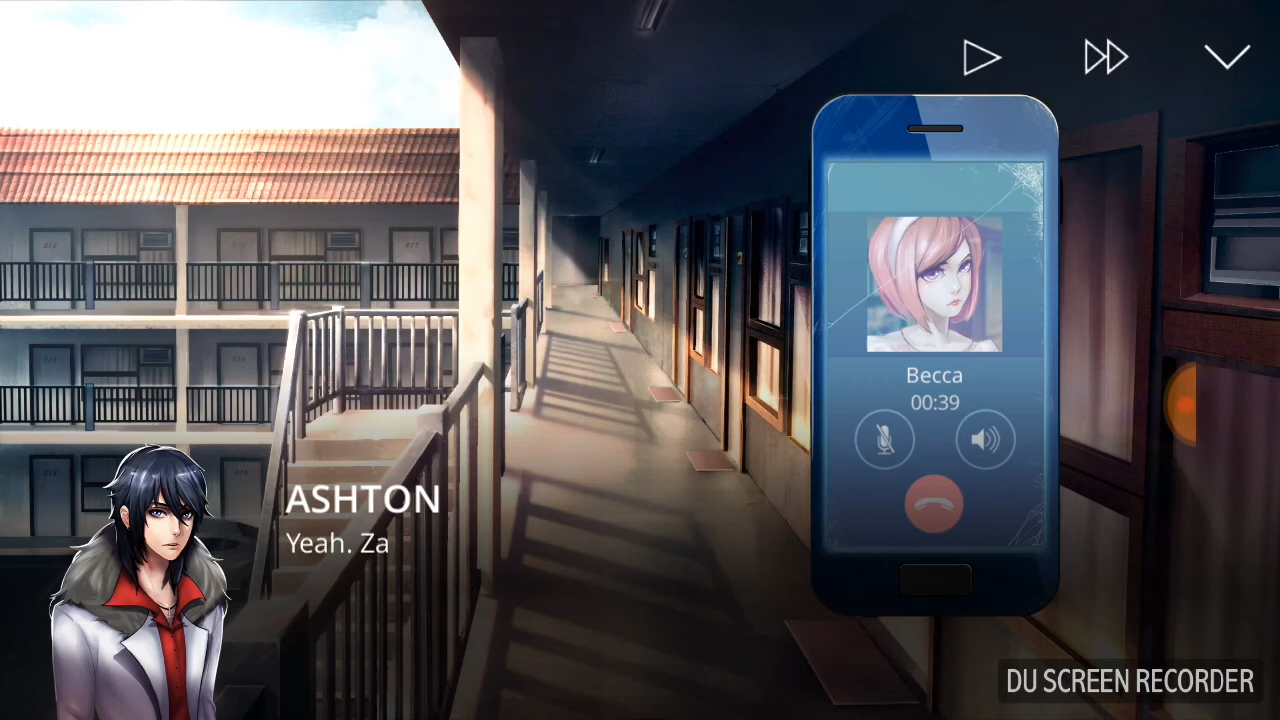 Becca
00:39
ASHTON
Yeah. Za
DU SCREEN RECORDER